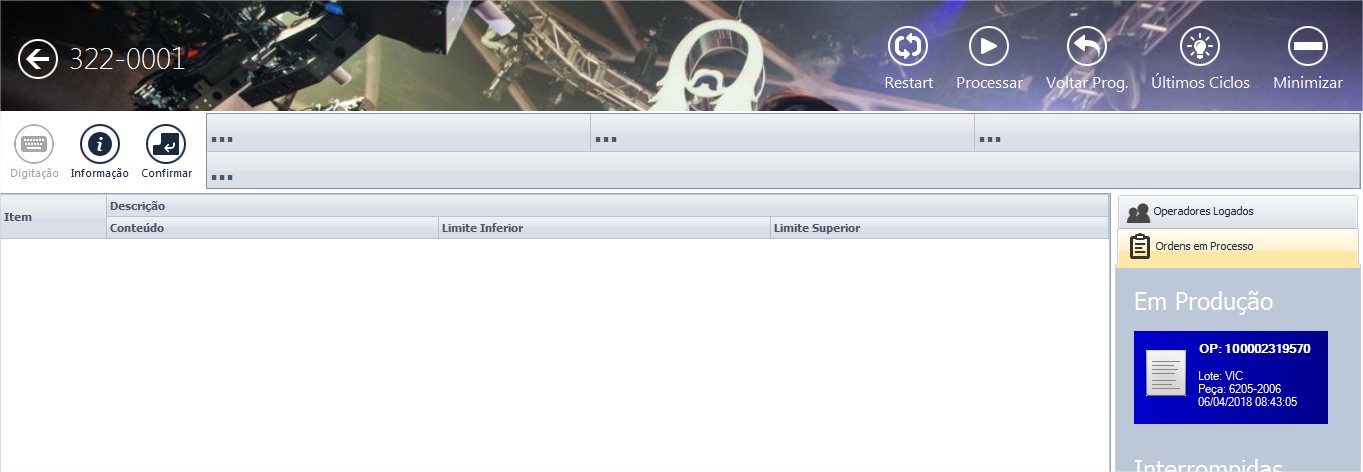 322-0001
Restart
Processar
Voltar Prog.
Últimos Ciclos
Minimizar
Digitação
Informação
Confirmar
...
...
...
...
Item
Descrição
Conteúdo
Limite Inferior
Limite Superior
Operadores Logados
Ordens em Processo
Em Produção
OP: 100002319570
Lote: VIC
Peça: 6205-2006
06/04/2018 08:43:05
Interrompidas